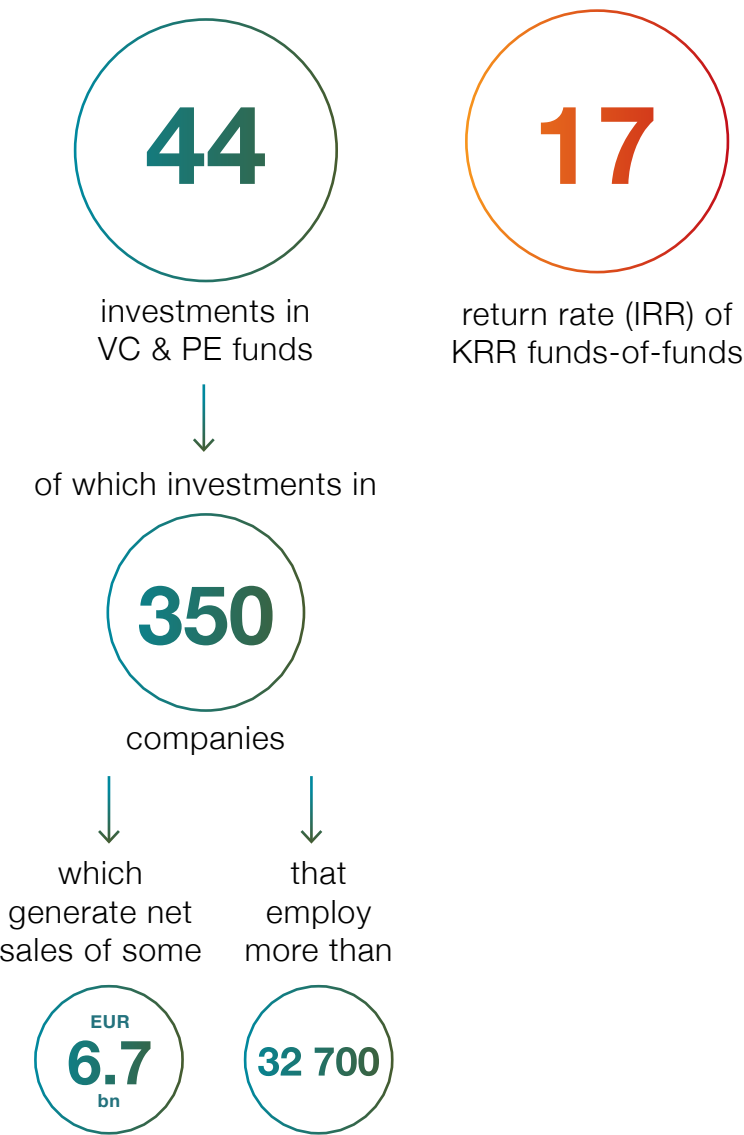 44
investments in
VC & PE funds
17
return rate (IRR) of
KRR funds-of-funds
of which investments in
350
companies
which
generate net
sales of some
EUR
6.7
bn
that
employ
more than
32 700